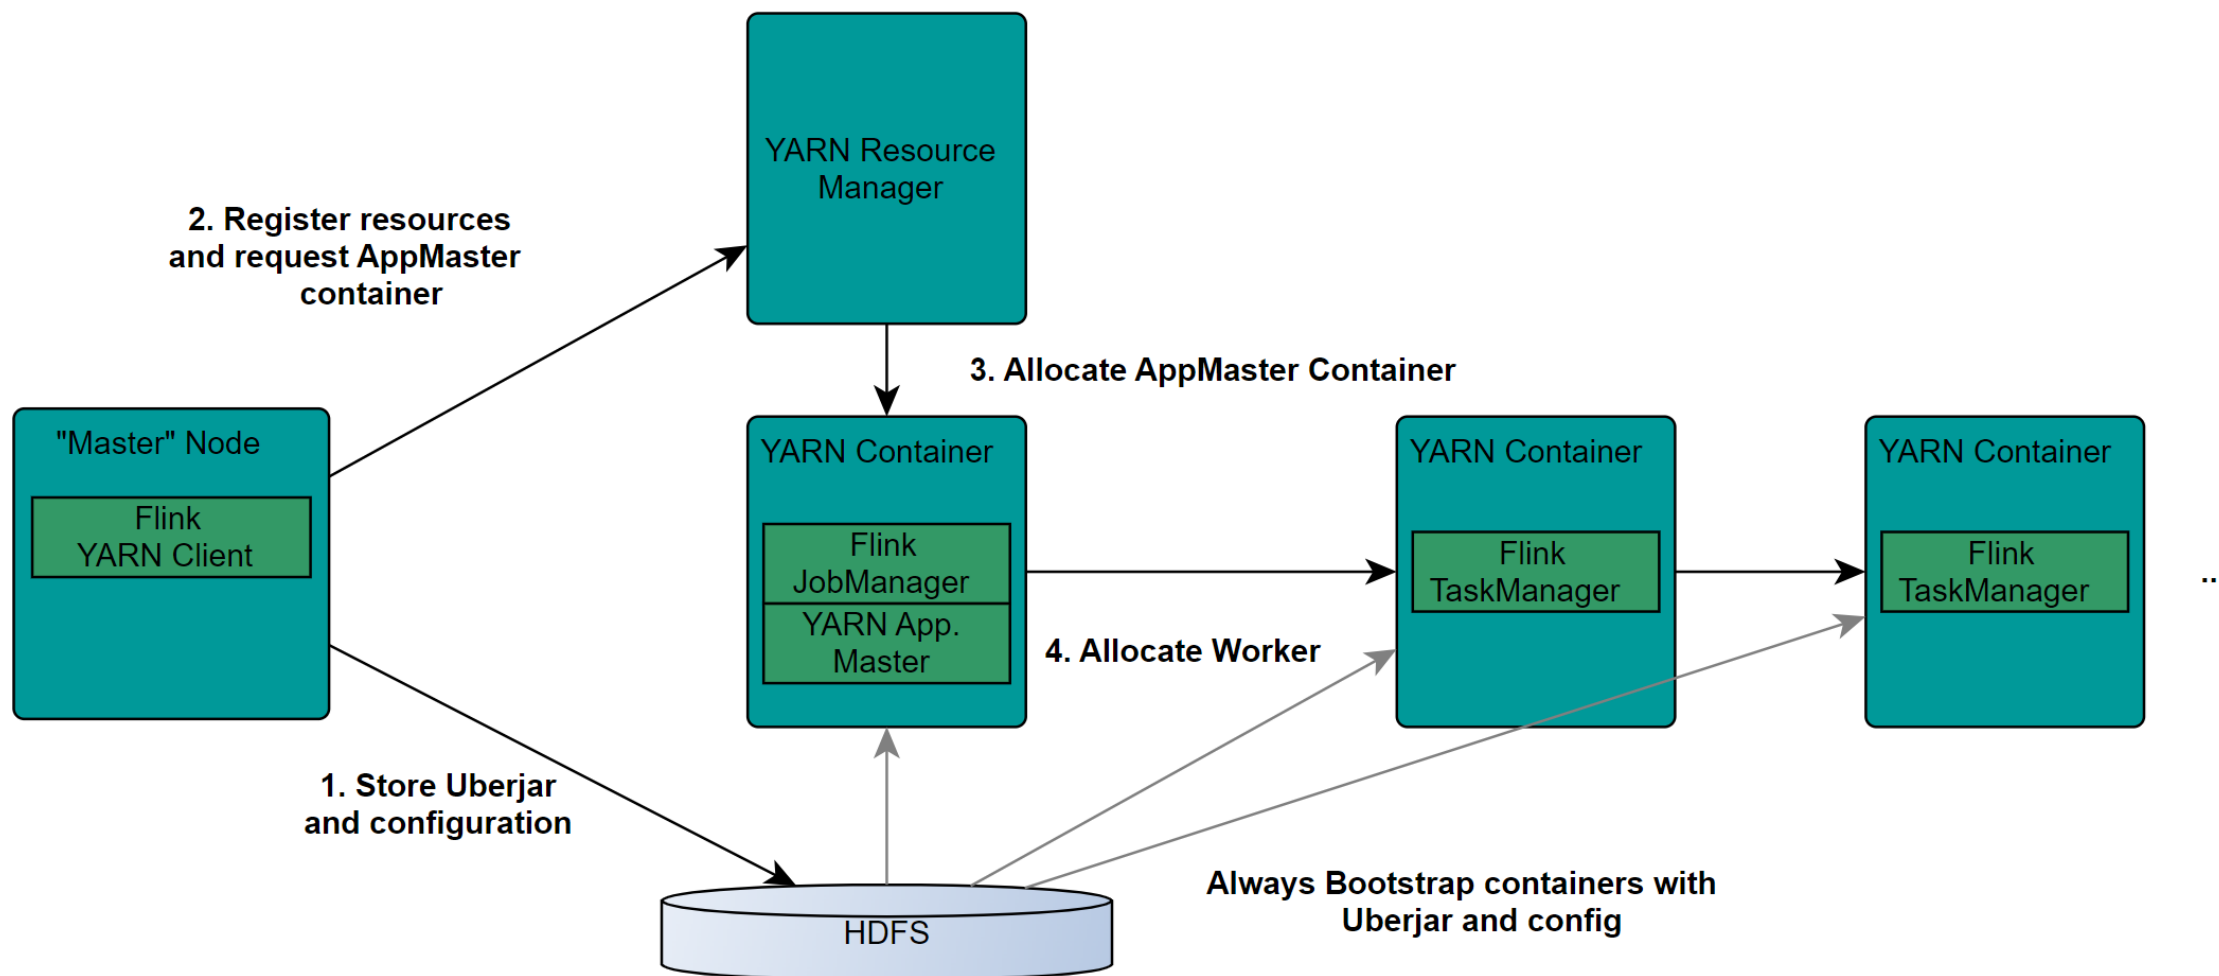 YARN Resource
Manager
2. Register resources
and request AppMaster
container
3. Allocate AppMaster Container
"Master" Node
Flink
YARN Client
YARN Container
Flink
JobManager
YARN App.
Master
4. Allocate Worker
YARN Container
Flink
TaskManager
YARN Container
Flink
TaskManager
..
1. Store Uberjar
and configuration
HDFS
Always Bootstrap containers with
Uberjar and config